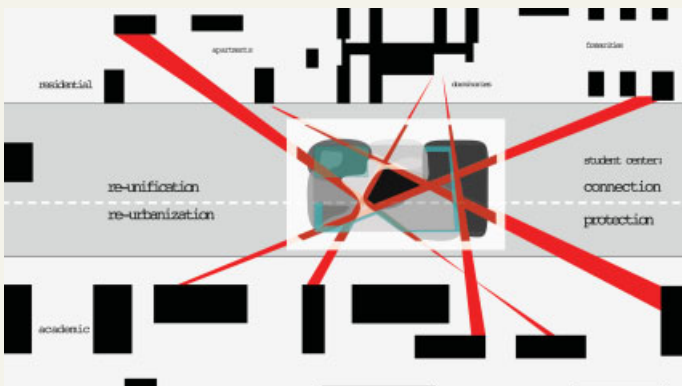 apartments
fraternities
residential
dormitories
student center:
re-unification
connection
re-urbanization
protection
academic